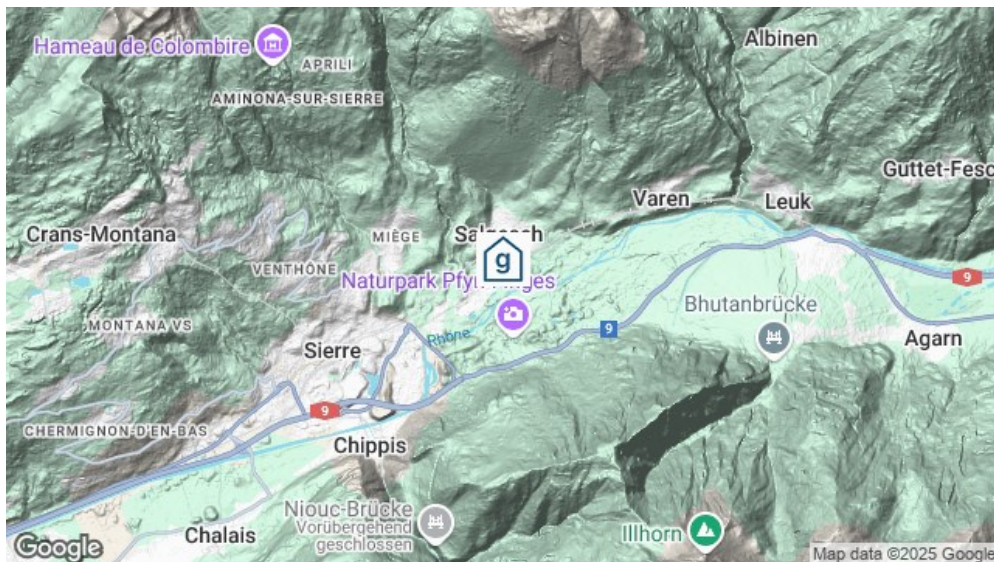 Albinen
Hameau de Colombire
APRILI
AMINONA-SUR-SIERRE
Guttet-Fesc
Varen
Leuk
Crans-Montana
MIÈGE
g
VENTHÔNE
Naturpark
9
Bhutanbrücke
MONTANA VS
9
Rhône
Sierre
Agarn
9
CHERMIGNON-D'EN-BAS
Chippis
Niouc-Brücke
Vorübergehend
geschlossen
Illhorn
Chalais
Google
Map data ©2025 Google